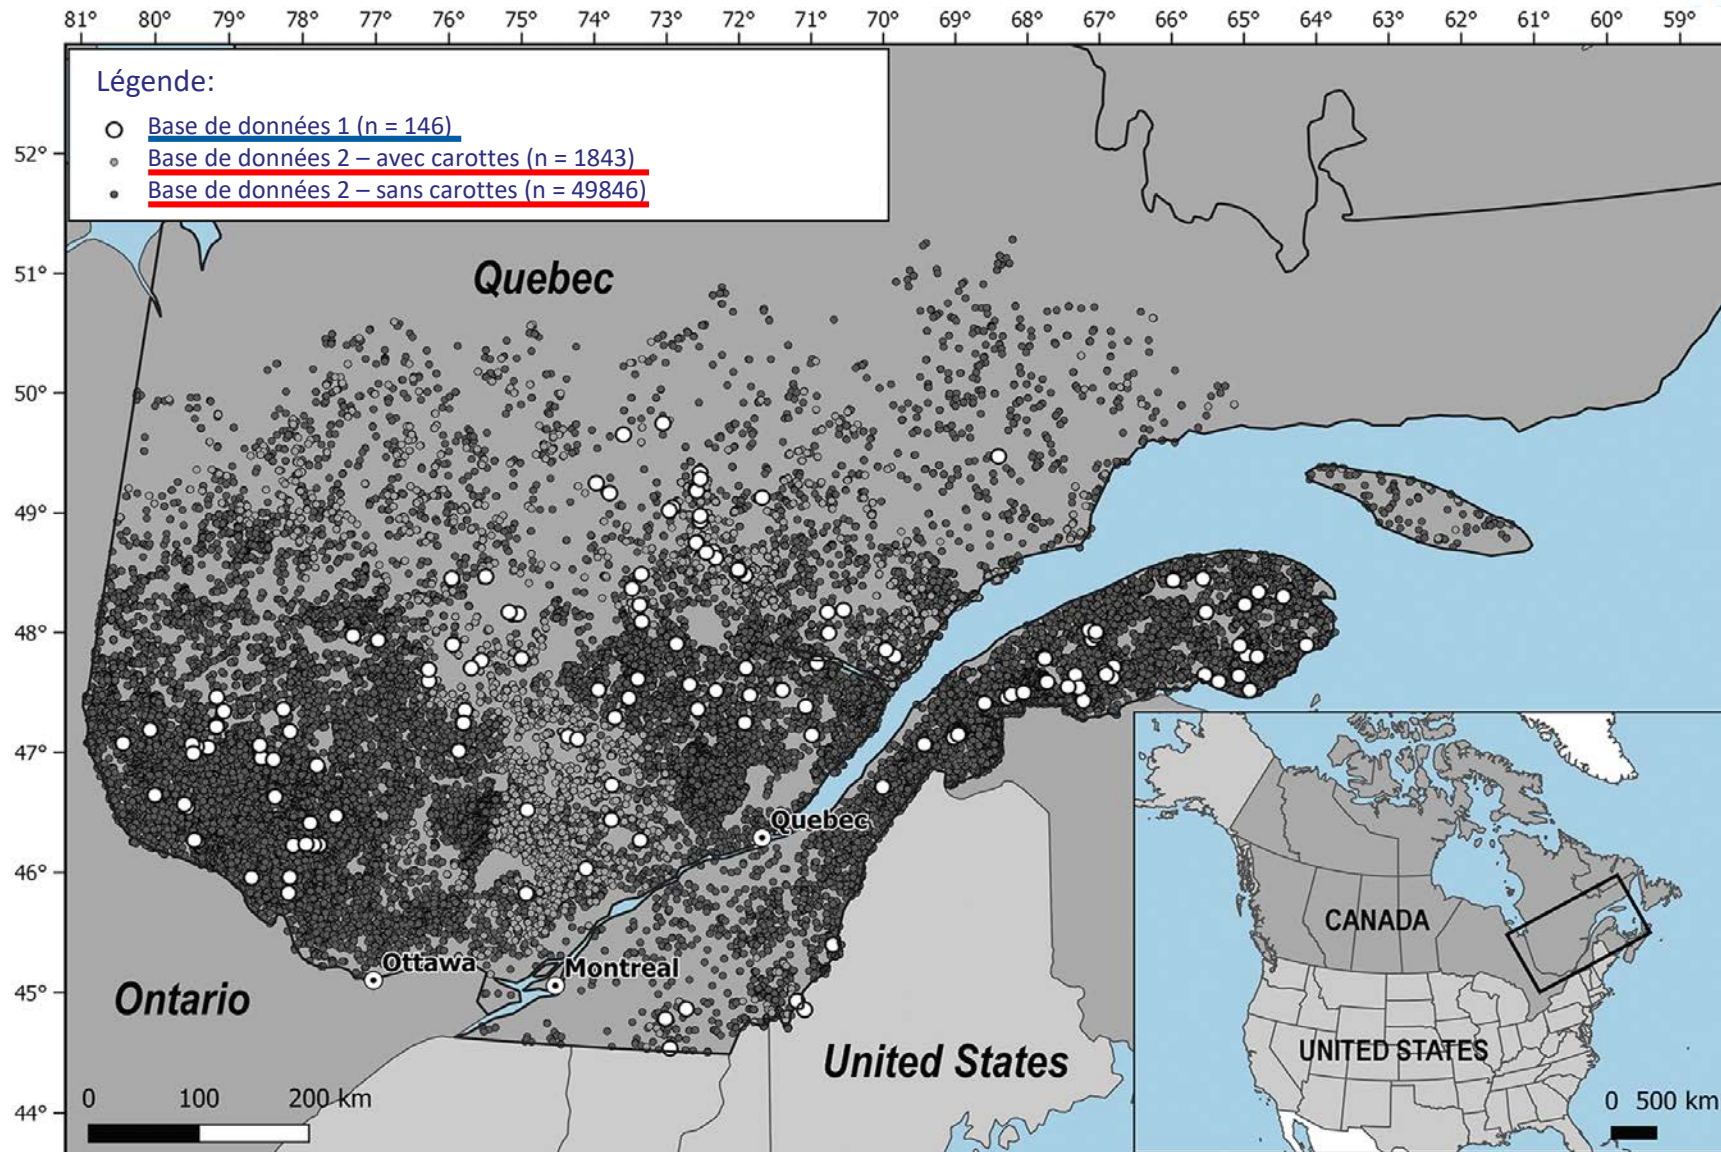 81° 80° 79° 78° 77° 76° 75° 74° 73° 72° 71° 70° 69° 68° 67° 66° 65° 64° 63° 62° 61° 60° 59°
Légende:
Base de données 1 (n = 146)
Base de données 2 – avec carottes (n = 1843)
Base de données 2 – sans carottes (n = 49846)
52°
51°
50°
49°
48°
47°
46°
45°
44°
Quebec
Quebec
Ottawa
Montreal
Ontario
United States
0 100 200 km
CANADA
UNITED STATES
0 500 km